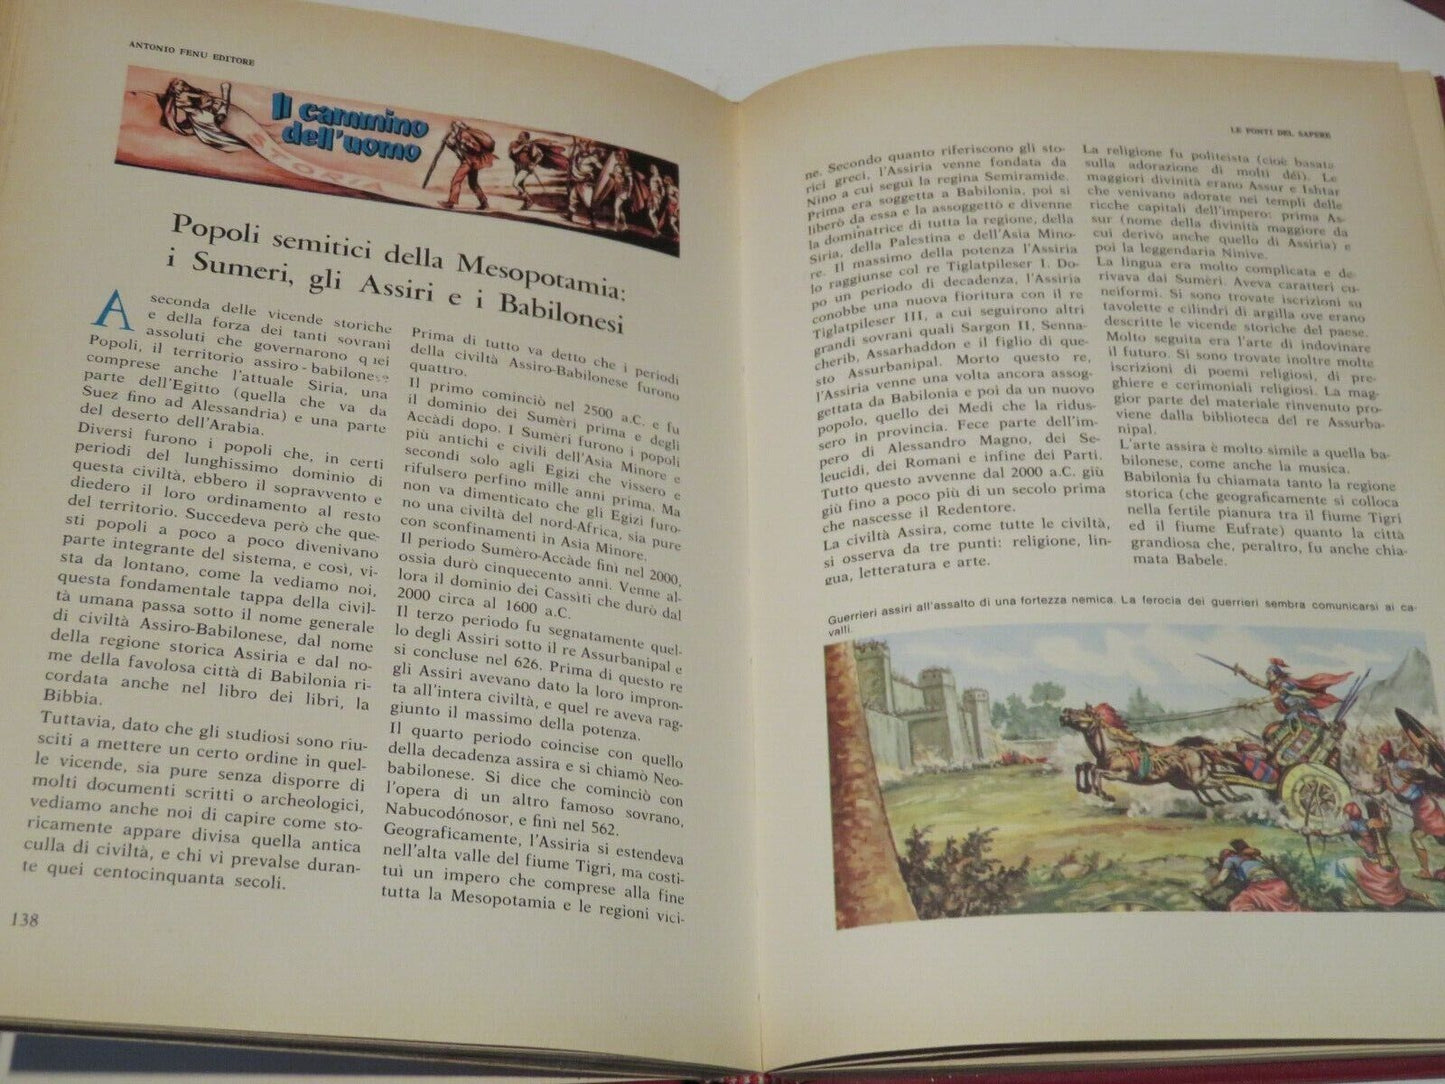 ANTONIO FENU EDITORE
Il cammino
dell'uomo
STORIA
Popoli semitici della Mesopotamia:
i Sumeri, gli Assiri e i Babilonesi
A seconda delle vicende storiche
e della forza dei tanti sovrani
assoluti che governarono quei
Popoli, il territorio assiro-babilonese
comprese anche l'attuale Siria, una
parte dell'Egitto (quella che va da
Suez fino ad Alessandria) e una parte
del deserto dell'Arabia.
Diversi furono i popoli che, in certi
periodi del lunghissimo dominio di
questa civiltà, ebbero il sopravvento e
diedero il loro ordinamento al resto
del territorio. Succedeva però che que-
sti popoli a poco a poco divenivano
parte integrante del sistema, e così, vi-
sta da lontano, come la vediamo noi,
questa fondamentale tappa della civil-
tà umana passa sotto il nome generale
di civiltà Assiro-Babilonese, dal nome
della regione storica Assiria e dal no-
me della favolosa città di Babilonia ri-
cordata anche nel libro dei libri, la
Bibbia.
Tuttavia, dato che gli studiosi sono riu-
sciti a mettere un certo ordine in quel-
le vicende, sia pure senza disporre di
molti documenti scritti o archeologici,
vediamo anche noi di capire come sto-
ricamente appare divisa quella antica
culla di civiltà, e chi vi prevalse duran-
te quei centocinquanta secoli.
138
Prima di tutto va detto che i periodi
della civiltà Assiro-Babilonese furono
quattro.
Il primo cominciò nel 2500 a.C. e fu
il dominio dei Sumèri prima e degli
Accàdi dopo. I Sumèri furono i popoli
più antichi e civili dell'Asia Minore e
secondi solo agli Egizi che vissero e
rifulsero perfino mille anni prima. Ma
non va dimenticato che gli Egizi furo-
no una civiltà del nord-Africa, sia pure
con sconfinamenti in Asia Minore.
Il periodo Sumèro-Accàde finì nel 2000,
ossia durò cinquecento anni. Venne al-
lora il dominio dei Cassìti che durò dal
2000 circa al 1600 a.C.
Il terzo periodo fu segnatamente quel-
lo degli Assiri sotto il re Assurbanipal e
si concluse nel 626. Prima di questo re
gli Assiri avevano dato la loro impron-
ta all'intera civiltà, e quel re aveva rag-
giunto il massimo della potenza.
Il quarto periodo coincise con quello
della decadenza assira e si chiamò Neo-
babilonese. Si dice che cominciò con
l'opera di un altro famoso sovrano,
Nabucodónosor, e finì nel 562.
Geograficamente, l'Assiria si estendeva
nell'alta valle del fiume Tigri, ma costi-
tuì un impero che comprese alla fine
tutta la Mesopotamia e le regioni vici-
LE PONTI DEL SAPERE
ne. Secondo quanto riferiscono gli sto-
rici greci, l'Assiria venne fondata da
Nino a cui seguì la regina Semiramide.
Prima era soggetta a Babilonia, poi si
liberò da essa e la assoggettò e divenne
la dominatrice di tutta la regione, della
Siria, della Palestina e dell'Asia Mino-
re. Il massimo della potenza l'Assiria
lo raggiunse col re Tiglatpileser I. Do-
po un periodo di decadenza, l'Assiria
conobbe una nuova fioritura con il re
Tiglatpileser III, a cui seguirono altri
grandi sovrani quali Sargon II, Senna-
cherib, Assarhaddon e il figlio di que-
sto Assurbanipal. Morto questo re,
l'Assiria venne una volta ancora assog-
gettata da Babilonia e poi da un nuovo
popolo, quello dei Medi che la ridus-
sero in provincia. Fece parte dell'im-
pero di Alessandro Magno, dei Se-
leucidi, dei Romani e infine dei Parti.
Tutto questo avvenne dal 2000 a.C. giù
giù fino a poco più di un secolo prima
che nascesse il Redentore.
La civiltà Assira, come tutte le civiltà,
si osserva da tre punti: religione, lin-
gua, letteratura e arte.
La religione fu politeista (cioè basata
sulla adorazione di molti déi). Le
maggiori divinità erano Assur e Ishtar
che venivano adorate nei templi delle
ricche capitali dell'impero: prima As-
sur (nome della divinità maggiore da
cui derivò anche quello di Assiria) e
poi la leggendaria Ninive.
La lingua era molto complicata e de-
rivava dai Sumèri. Aveva caratteri cu-
neiformi. Si sono trovate iscrizioni su
tavolette e cilindri di argilla ove erano
descritte le vicende storiche del paese.
Molto seguita era l'arte di indovinare
il futuro. Si sono trovate inoltre molte
iscrizioni di poemi religiosi, di pre-
ghiere e cerimoniali religiosi. La mag-
gior parte del materiale rinvenuto pro-
viene dalla biblioteca del re Assurba-
nipal.
L'arte assira è molto simile a quella ba-
bilonese, come anche la musica.
Babilonia fu chiamata tanto la regione
storica (che geograficamente si colloca
nella fertile pianura tra il fiume Tigri
ed il fiume Eufrate) quanto la città
grandiosa che, peraltro, fu anche chia-
mata Babele.
Guerrieri assiri all'assalto di una fortezza nemica. La ferocia dei guerrieri sembra comunicarsi ai ca-
valli.